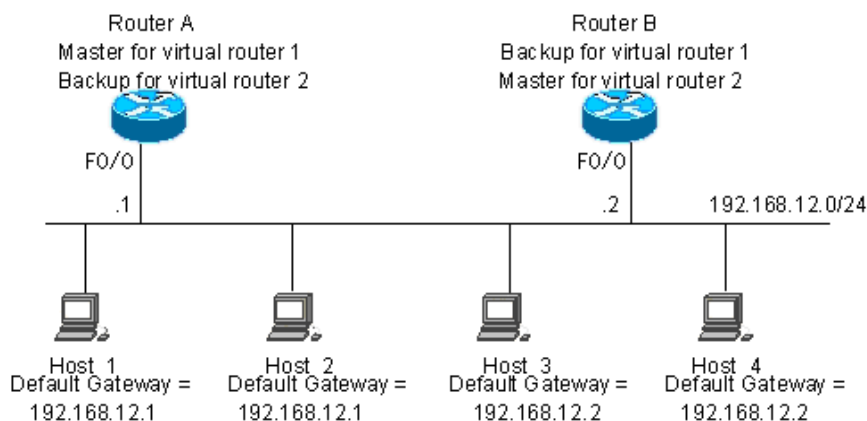 Router A
Master for virtual router 1
Backup for virtual router 2
Router B
Backup for virtual router 1
Master for virtual router 2
F0/0
F0/0
.1
.2
192.168.12.0/24
Host_1
Default Gateway =
192.168.12.1
Host_2
Default Gateway =
192.168.12.1
Host_3
Default Gateway =
192.168.12.2
Host_4
Default Gateway =
192.168.12.2